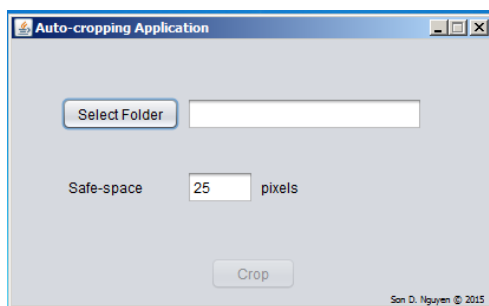 Auto-cropping Application
Select Folder
Safe-space 25 pixels
Crop
Son D. Nguyen © 2015